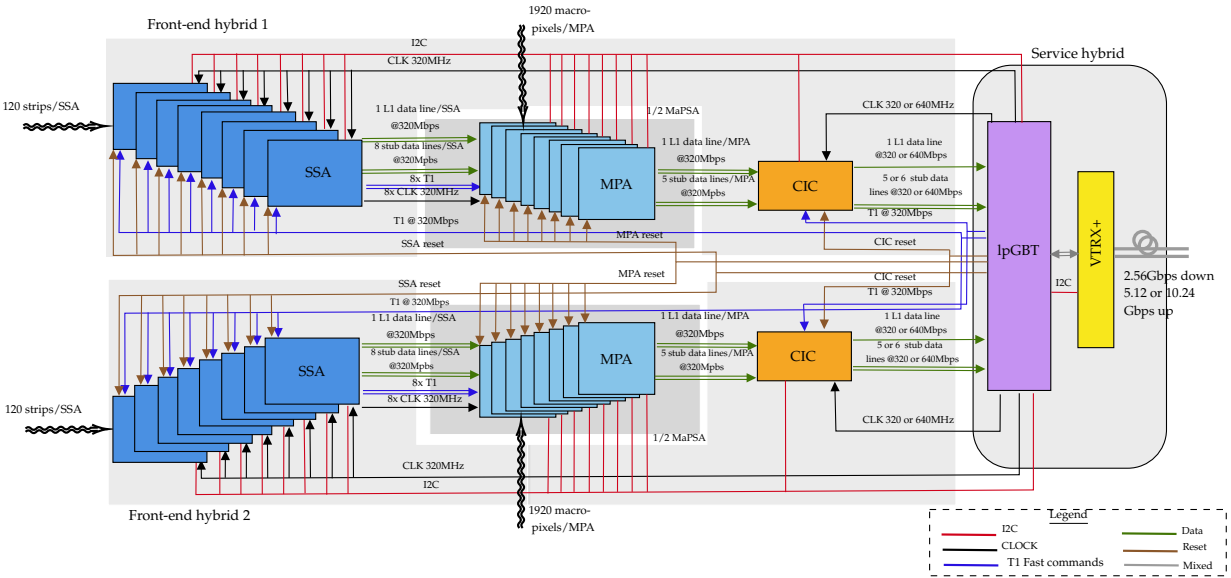 1920 macro-
pixels/MPA
Front-end hybrid 1
I2C
CLK 320MHz
Service hybrid
120 strips/SSA
1 L1 data line/SSA
@320Mbps
8 stub data lines/SSA
@320Mpbs
8x T1
8x CLK 320MHz
T1 @ 320Mbps
SSA
1/2 MaPSA
MPA
1 L1 data line/MPA
@320Mbps
5 stub data lines/MPA
@320Mpbs
CLK 320 or 640MHz
CIC
1 L1 data line
@320 or 640Mbps
5 or 6 stub data
lines @320 or 640Mbps
T1 @ 320Mbps
MPA reset
SSA reset
CIC reset
lpGBT
VTRX+
I2C
2.56Gbps down
5.12 or 10.24
Gbps up
MPA reset
SSA reset
CIC reset
T1 @ 320Mbps
T1 @ 320Mbps
1 L1 data line/SSA
@320Mbps
8 stub data lines/SSA
@320Mpbs
8x T1
8x CLK 320MHz
SSA
MPA
1 L1 data line/MPA
@320Mbps
5 stub data lines/MPA
@320Mpbs
CIC
1 L1 data
line @320 or 640Mbps
5 or 6 stub data
lines @320 or 640Mbps
120 strips/SSA
CLK 320 or 640MHz
1/2 MaPSA
CLK 320MHz
I2C
Front-end hybrid 2
1920 macro-
pixels/MPA
Legend
I2C
CLOCK
T1 Fast commands
Data
Reset
Mixed